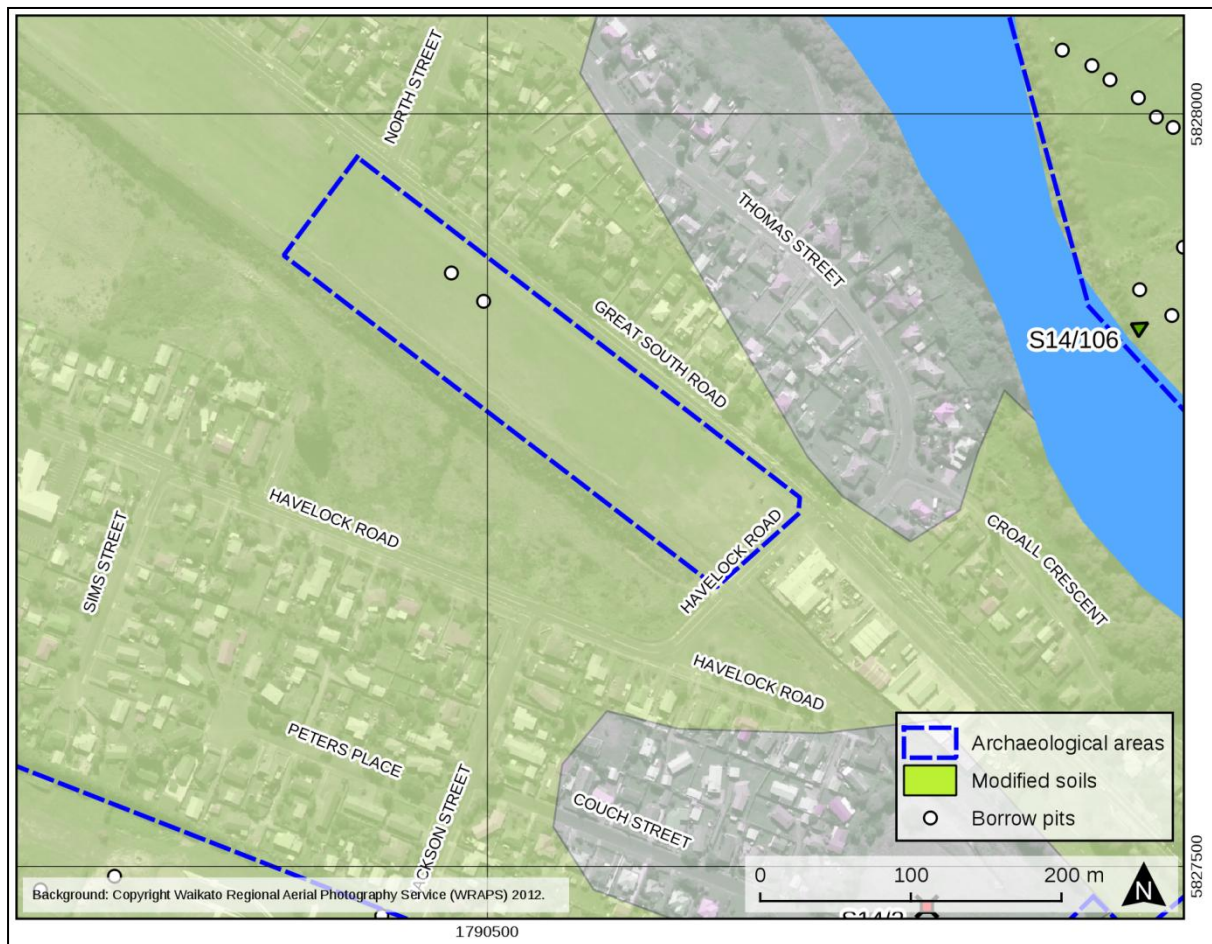 NORTH STREET
5828000
THOMAS STREET
GREAT SOUTH ROAD
S14/106
HAVELOCK ROAD
SIMS STREET
HAVELOCK ROAD
CROALL CRESCENT
HAVELOCK ROAD
PETERS PLACE
COUCH STREET
Archaeological areas
Modified soils
Borrow pits
0 100 200 m
N
5827500
Background: Copyright Waikato Regional Aerial Photography Service (WRAPS) 2012.
1790500